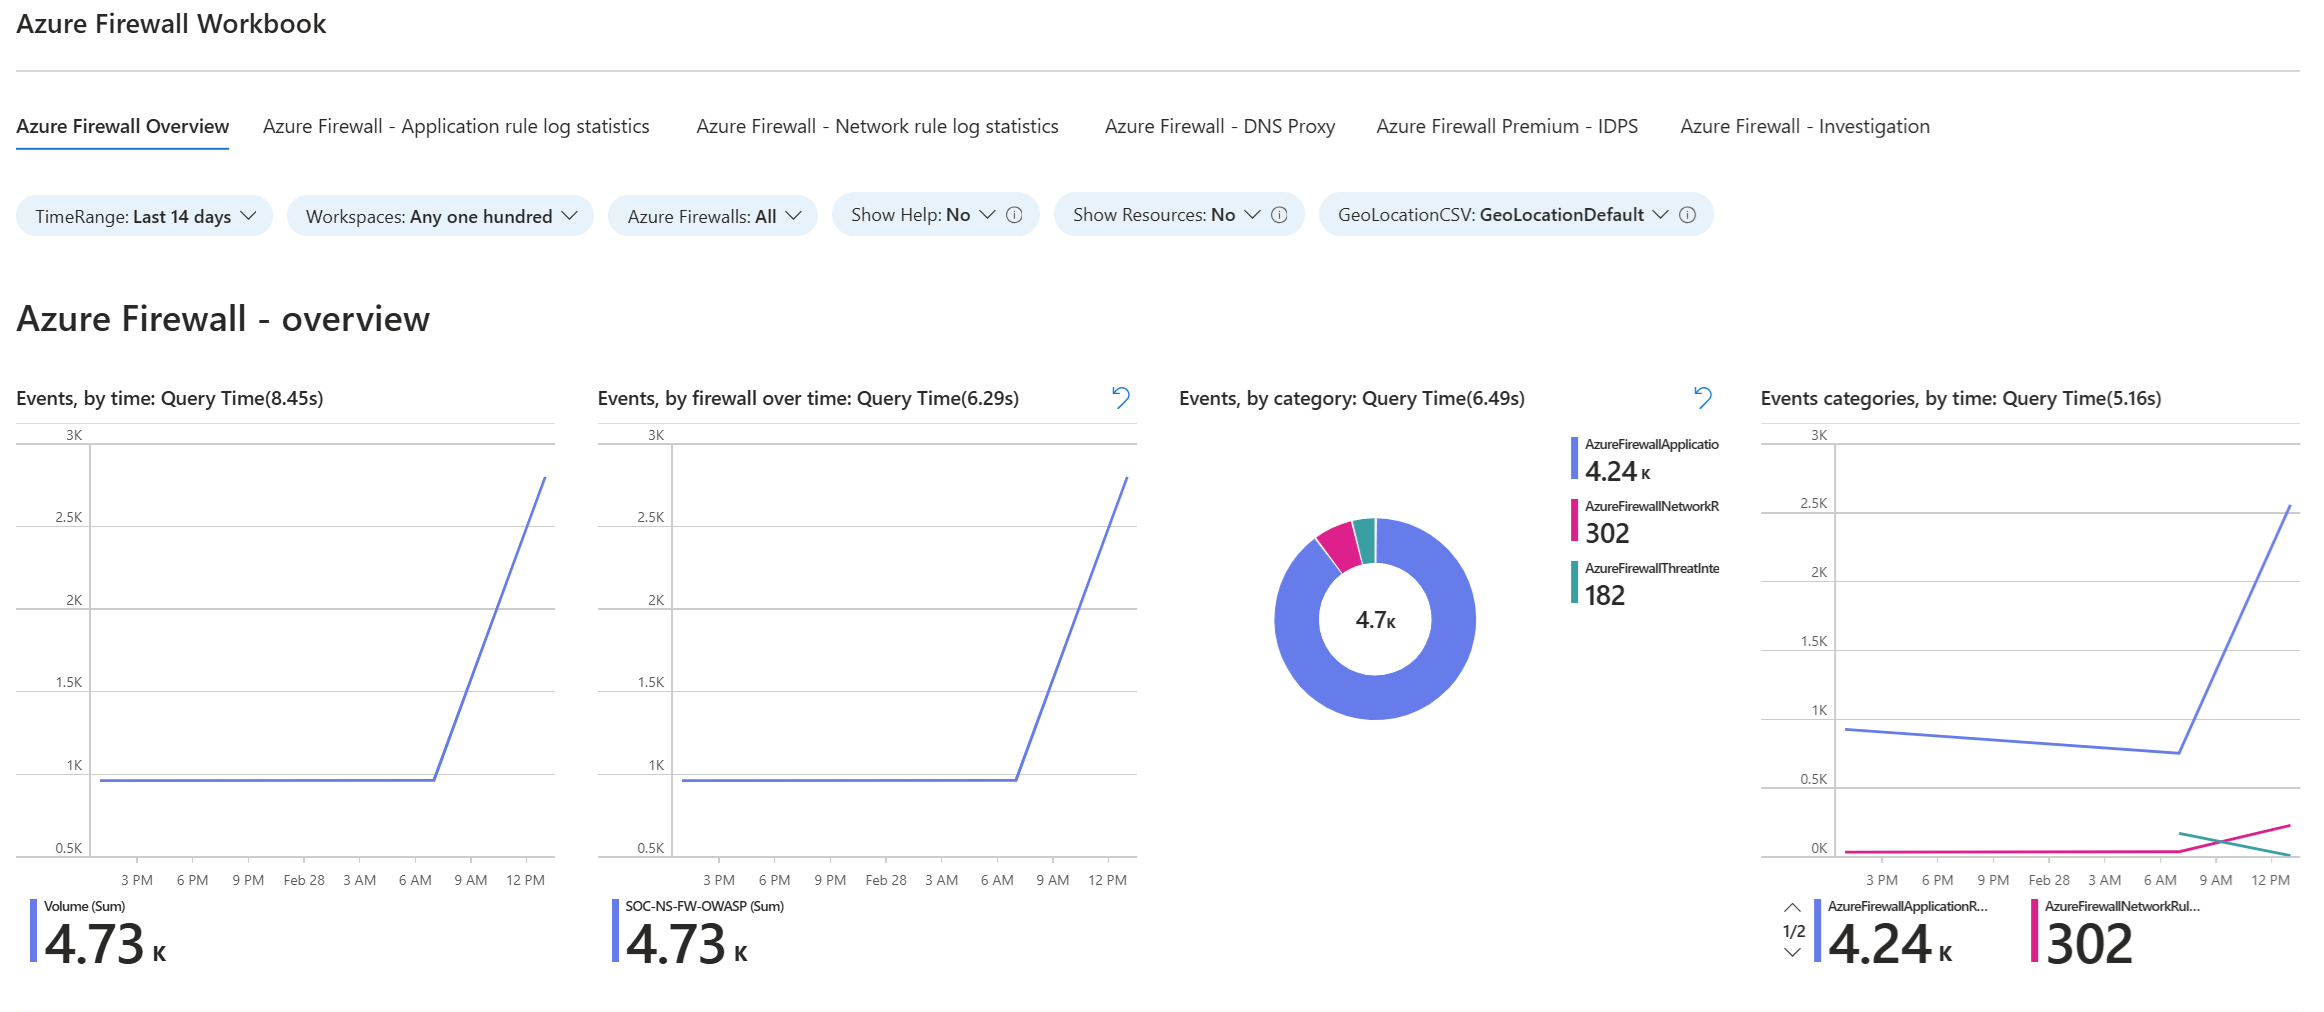 Azure Firewall Workbook
Azure Firewall Overview
Azure Firewall - Application rule log statistics
Azure Firewall - Network rule log statistics
Azure Firewall - DNS Proxy
Azure Firewall Premium - IDPS
Azure Firewall - Investigation
TimeRange: Last 14 days
Workspaces: Any one hundred
Azure Firewalls: All
Show Help: No
Show Resources: No
GeoLocationCSV: GeoLocationDefault
Azure Firewall - overview
Events, by time: Query Time(8.45s)
3K
2.5K
2K
1.5K
1K
0.5K
3 PM 6 PM 9 PM Feb 28 3 AM 6 AM 9 AM 12 PM
Volume (Sum)
4.73 K
Events, by firewall over time: Query Time(6.29s)
3K
2.5K
2K
1.5K
1K
0.5K
3 PM 6 PM 9 PM Feb 28 3 AM 6 AM 9 AM 12 PM
SOC-NS-FW-OWASP (Sum)
4.73 K
Events, by category: Query Time(6.49s)
AzureFirewallApplicatio
4.24 K
AzureFirewallNetworkR
302
AzureFirewallThreatInte
182
4.7K
Events categories, by time: Query Time(5.16s)
3K
2.5K
2K
1.5K
1K
0.5K
0K
3 PM 6 PM 9 PM Feb 28 3 AM 6 AM 9 AM 12 PM
1/2
AzureFirewallApplicationR...
4.24 K
AzureFirewallNetworkRul...
302